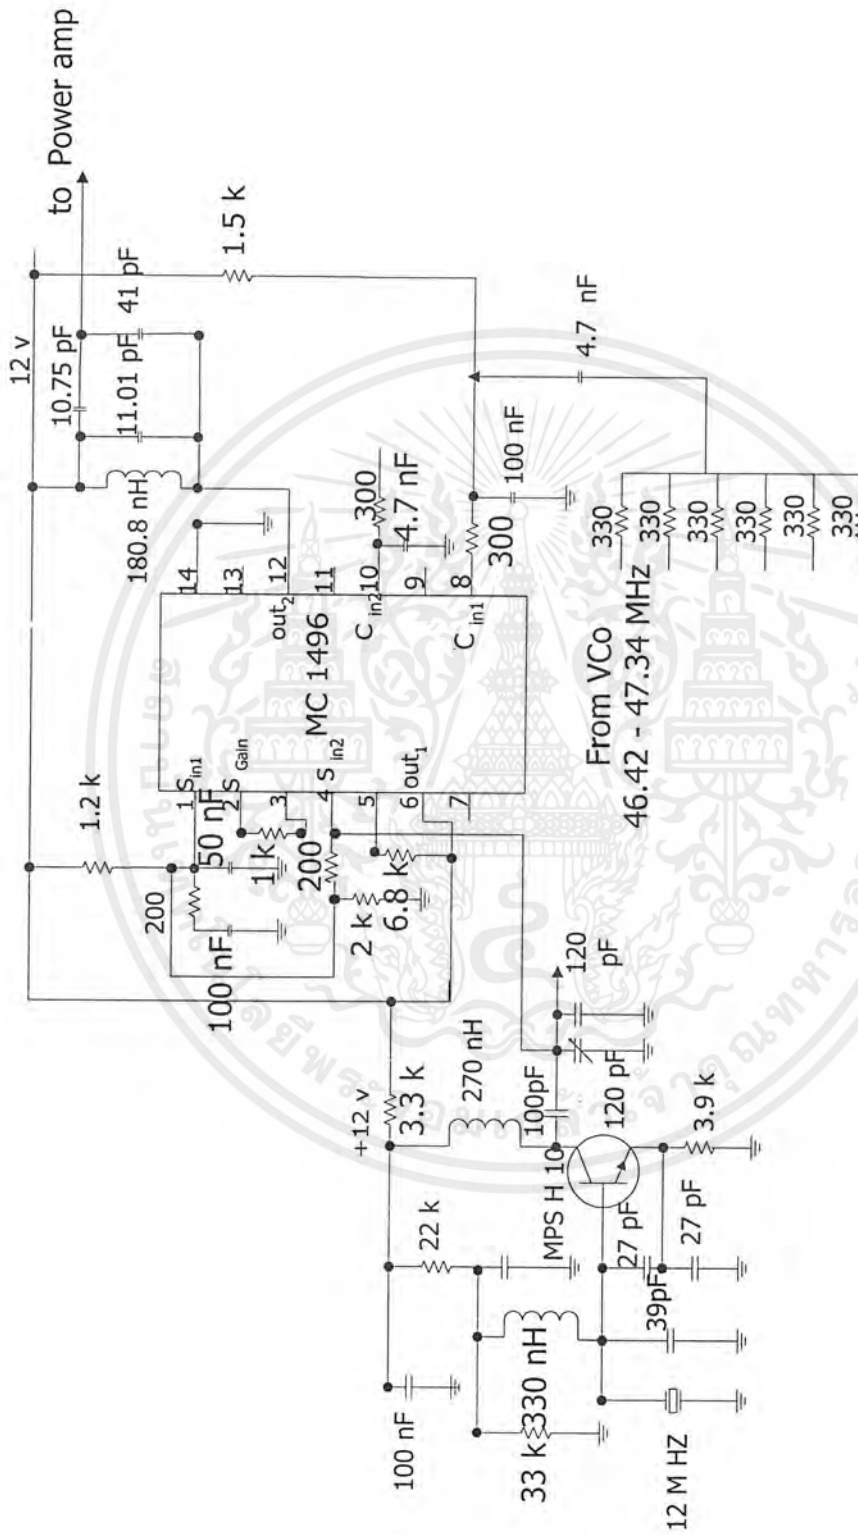 to Power amp
12 v
10.75 pF
41 pF
11.01 pF
180.8 nH
1.5 k
4.7 nF
100 nF
300
300
4.7 nF
14
13
12
11
10
9
8
out2
C in2
C in1
MC 1496
1 S in1
2 S Gain
3
4 S in2
5
6 out1
7
1.2 k
200
50 nF
100 nF
1 k
200
2 k
6.8 k
From VCo
46.42 - 47.34 MHz
330
330
330
330
330
330
+12 v
3.3 k
270 nH
100pF
120 pF
120 pF
MPS H 10
3.9 k
22 k
27 pF
27 pF
39pF
330 nH
33 k
100 nF
12 M HZ